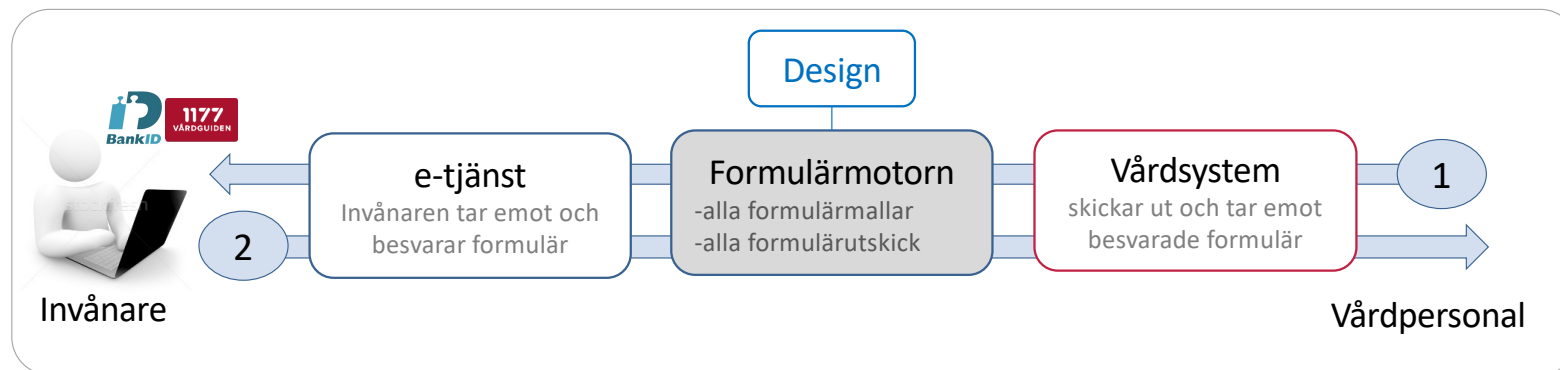 Design
BankID
1177
VÅRDGUIDEN
e-tjänst
Invånaren tar emot och
besvarar formulär
Formulärmotorn
-alla formulärmallar
-alla formulärutskick
Vårdsystem
skickar ut och tar emot
besvarade formulär
1
2
Invånare
Vårdpersonal